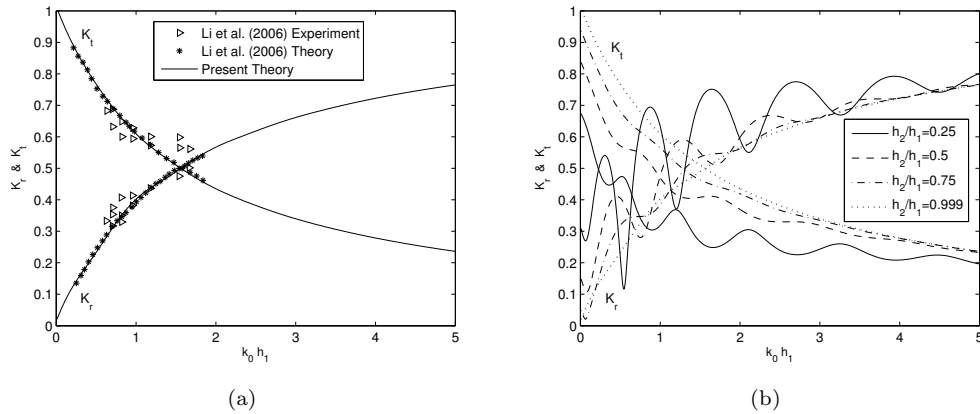 1
0.9
0.8
0.7
0.6
0.5
0.4
0.3
0.2
0.1
0
K_r & K_t
K_t
K_r
Li et al. (2006) Experiment
Li et al. (2006) Theory
Present Theory
0 1 2 3 4 5
k_0 h_1
(a)
1
0.9
0.8
0.7
0.6
0.5
0.4
0.3
0.2
0.1
0
K_r & K_t
K_t
K_r
h_2/h_1=0.25
h_2/h_1=0.5
h_2/h_1=0.75
h_2/h_1=0.999
0 1 2 3 4 5
k_0 h_1
(b)